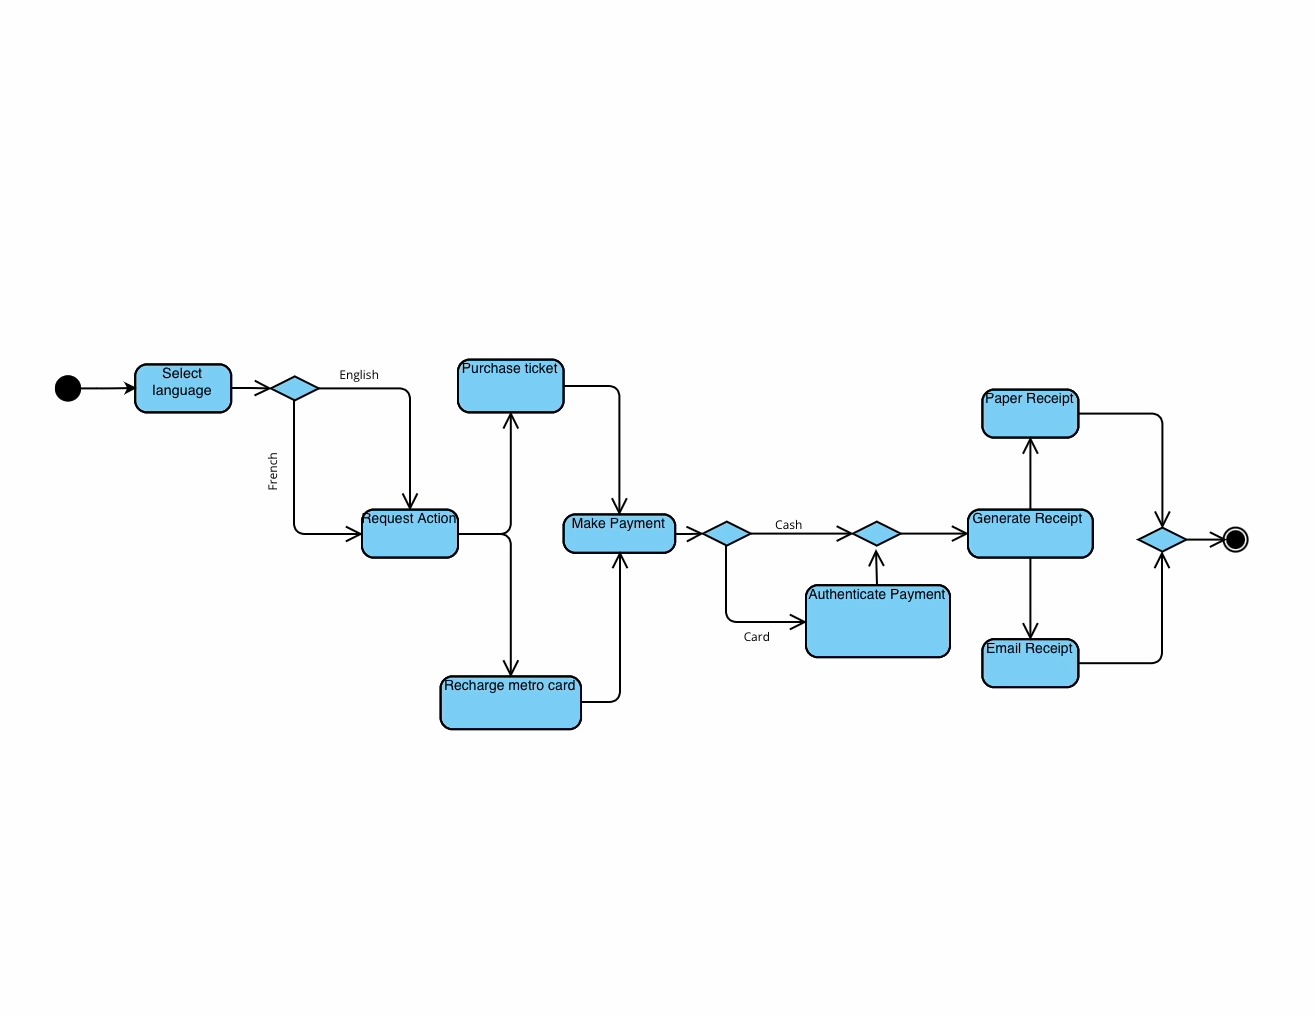 Select
language
English
French
Request Action
Purchase ticket
Recharge metro card
Make Payment
Cash
Card
Authenticate Payment
Generate Receipt
Paper Receipt
Email Receipt